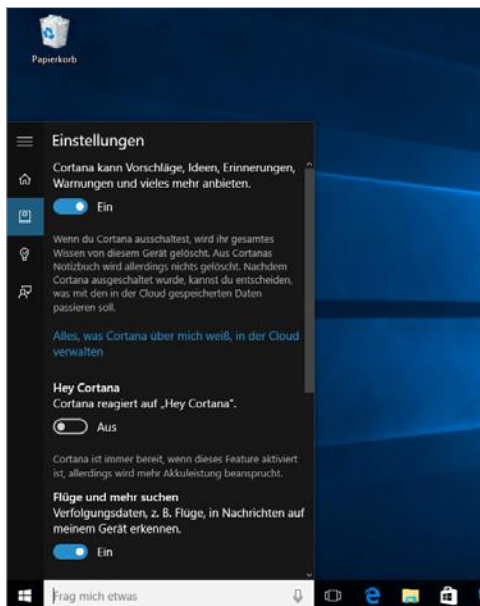 Papierkorb
Einstellungen
Cortana kann Vorschläge, Ideen, Erinnerungen,
Warnungen und vieles mehr anbieten.
Ein
Wenn du Cortana ausschaltest, wird ihr gesamtes
Wissen von diesem Gerät gelöscht. Aus Cortanas
Notizbuch wird allerdings nichts gelöscht. Nachdem
Cortana ausgeschaltet wurde, kannst du entscheiden,
was mit den in der Cloud gespeicherten Daten
passieren soll.
Alles, was Cortana über mich weiß, in der Cloud
verwalten
Hey Cortana
Cortana reagiert auf „Hey Cortana“.
Aus
Cortana ist immer bereit, wenn dieses Feature aktiviert
ist, allerdings wird mehr Akkuleistung beansprucht.
Flüge und mehr suchen
Verfolgungsdaten, z. B. Flüge, in Nachrichten auf
meinem Gerät erkennen.
Ein
Frag mich etwas